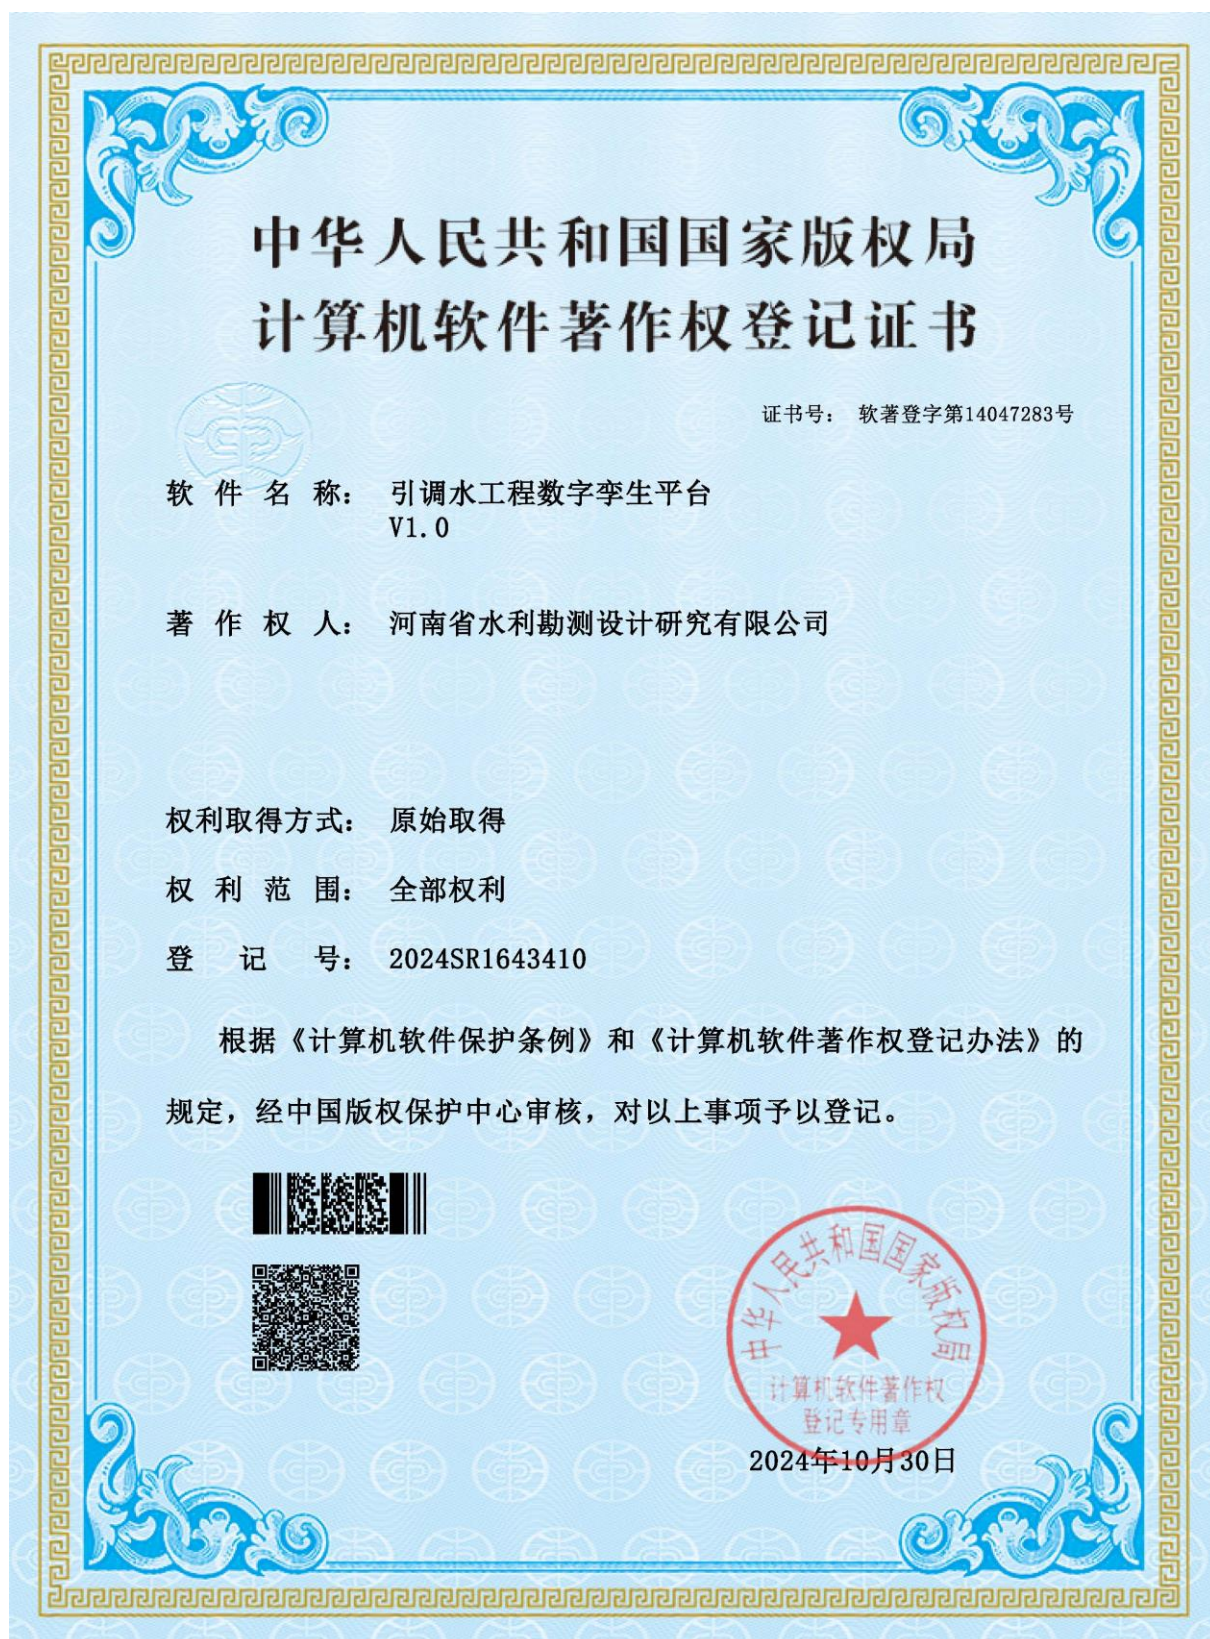 中华人民共和国国家版权局
计算机软件著作权登记证书
证书号： 软著登字第14047283号
软件名称： 引调水工程数字孪生平台
V1.0
著作权人： 河南省水利勘测设计研究有限公司
权利取得方式： 原始取得
权利范围： 全部权利
登记号： 2024SR1643410
根据《计算机软件保护条例》和《计算机软件著作权登记办法》的
规定，经中国版权保护中心审核，对以上事项予以登记。
中华人民共和国国家版权局
计算机软件著作权
登记专用章
2024年10月30日